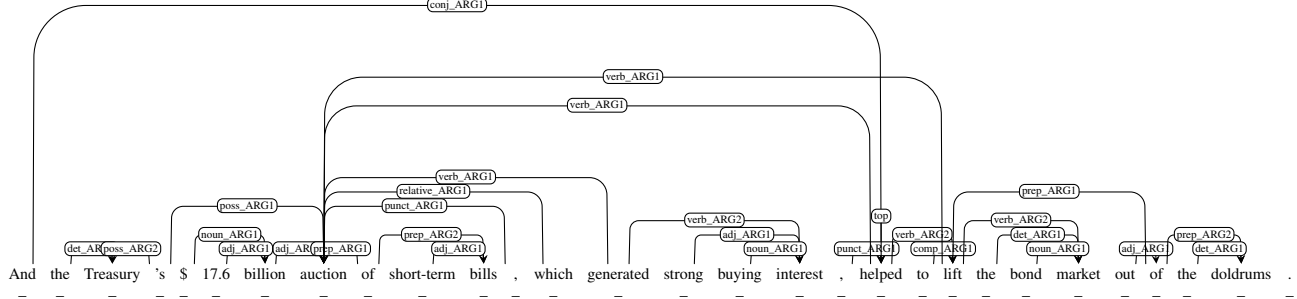 conj_ARG1
verb_ARG1
verb_ARG1
verb_ARG1
relative_ARG1 prep_ARG1
poss_ARG1 punct_ARG1
top
verb_ARG2 verb_ARG2
noun_ARG1 prep_ARG2 adj_ARG1 verb_ARG2 det_ARG1 prep_ARG2
poss_ARG2 adj_ARG1 prep_ARG1 adj_ARG1 noun_ARG1 punct_ARG1 comp_ARG1 noun_ARG1 adj_ARG1 det_ARG1
And the Treasury 's $ 17.6 billion auction of short-term bills , which generated strong buying interest , helped to lift the bond market out of the doldrums .
_ _ _ _ _ _ _ _ _ _ _ _ _ _ _ _ _ _ _ _ _ _ _ _ _ _ _ _ _